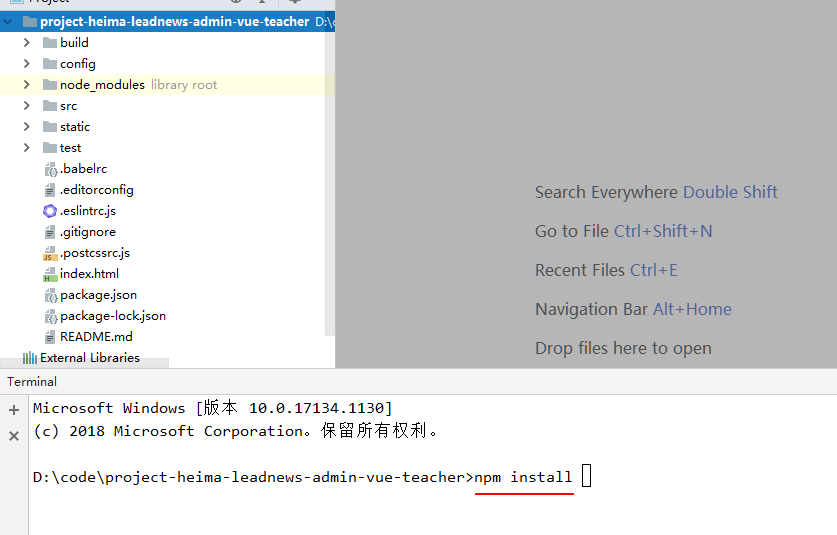 project-heima-leadnews-admin-vue-teacher D:\c
build
config
node_modules library root
src
static
test
.babelrc
.editorconfig
.eslintrc.js
.gitignore
.postcssrc.js
index.html
package.json
package-lock.json
README.md
External Libraries
Search Everywhere Double Shift
Go to File Ctrl+Shift+N
Recent Files Ctrl+E
Navigation Bar Alt+Home
Drop files here to open
Terminal
Microsoft Windows [版本 10.0.17134.1130]
(c) 2018 Microsoft Corporation。保留所有权利。
D:\code\project-heima-leadnews-admin-vue-teacher>npm install